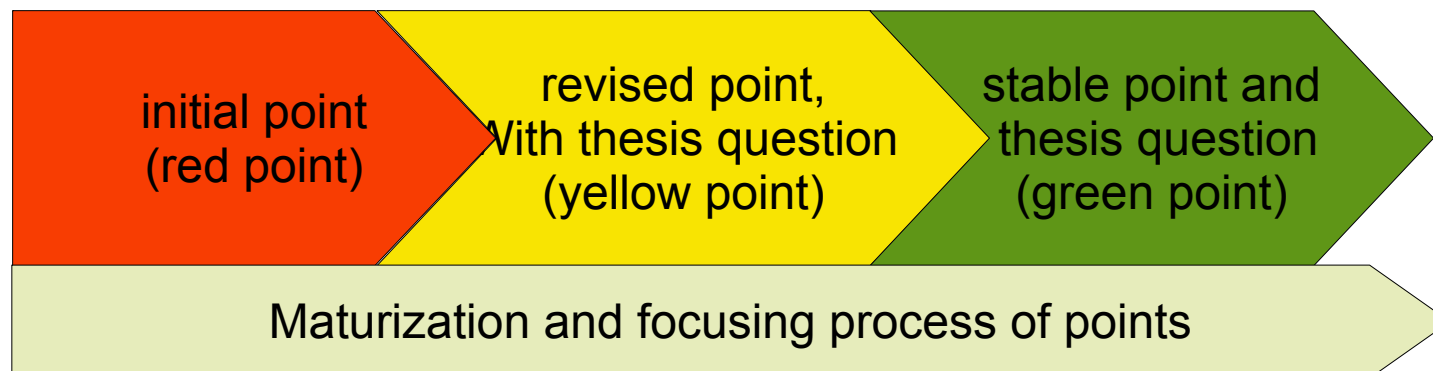 initial point
(red point)
revised point,
With thesis question
(yellow point)
stable point and
thesis question
(green point)
Maturization and focusing process of points